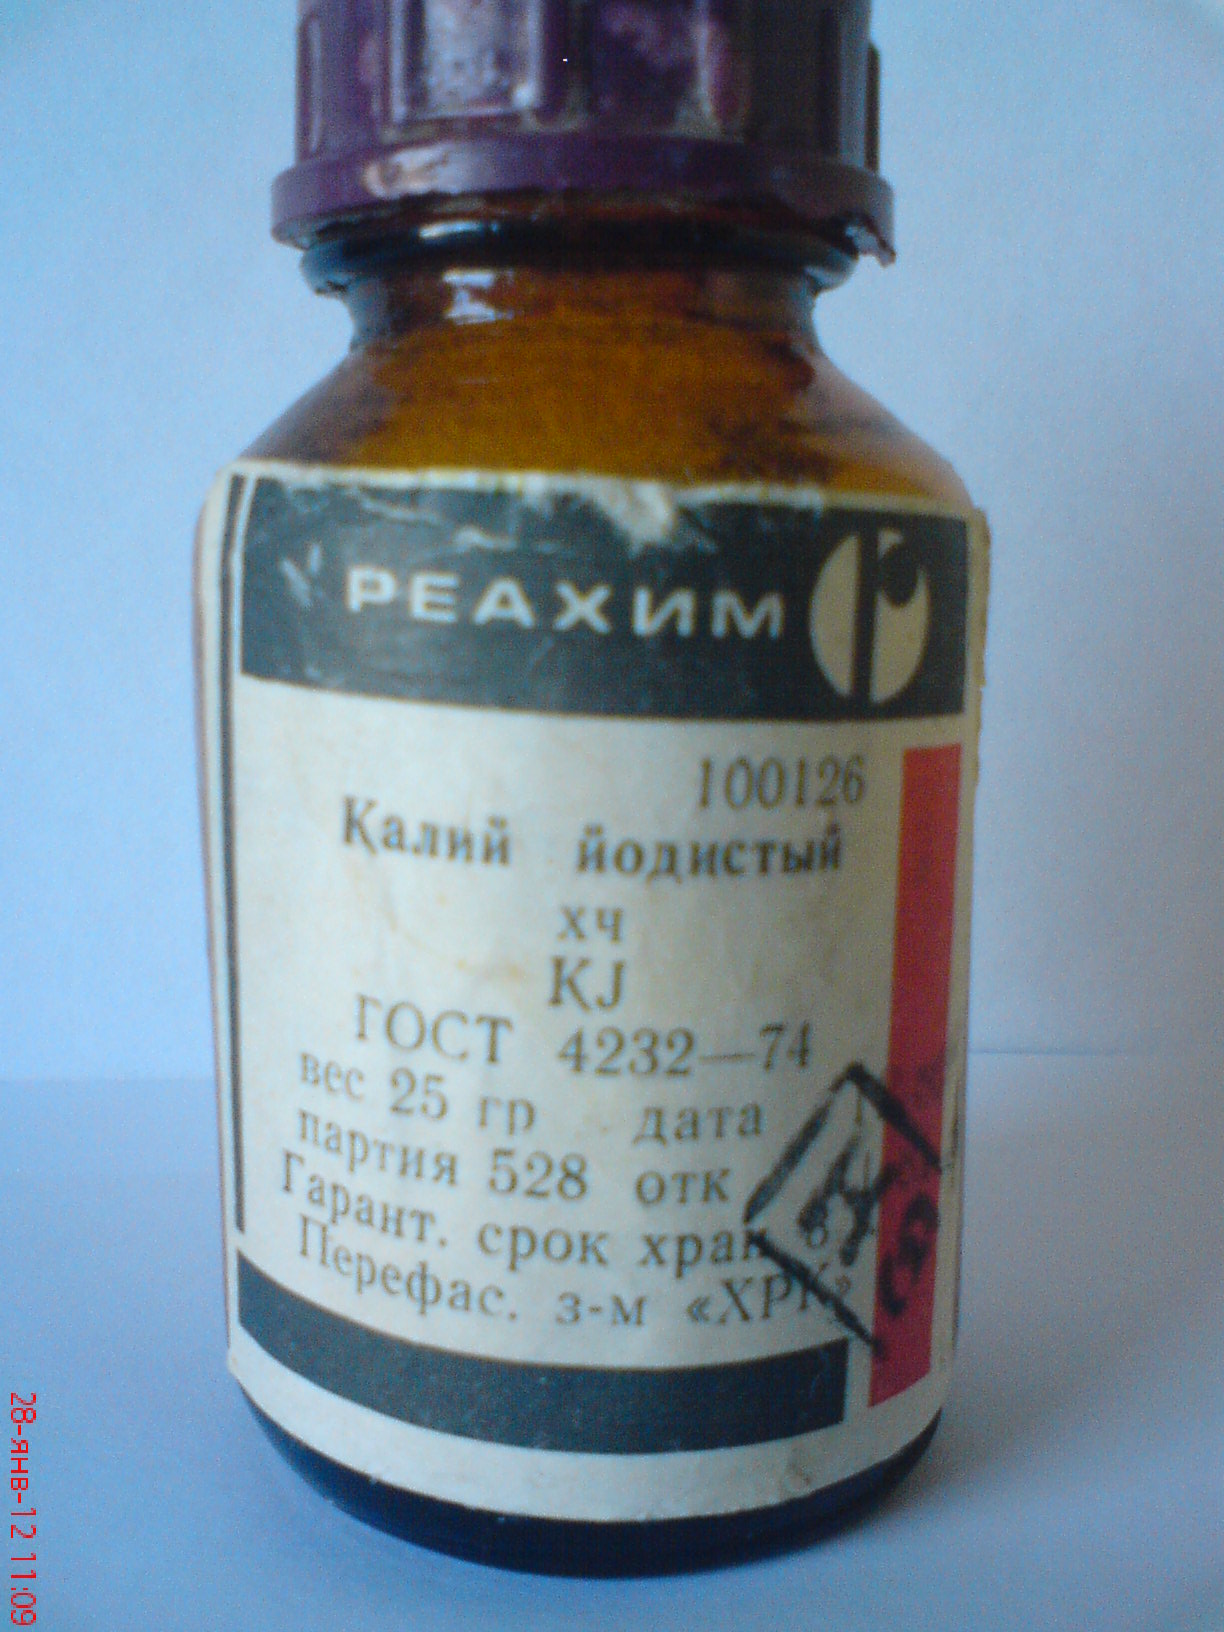 РЕАХИМ
100126
Калий йодистый
хч
KJ
ГОСТ 4232—74
вес 25 гр дата
партия 528 отк
Гарант. срок хран 6
Перефас. з-м «ХРК»
28-янв-12 11:09